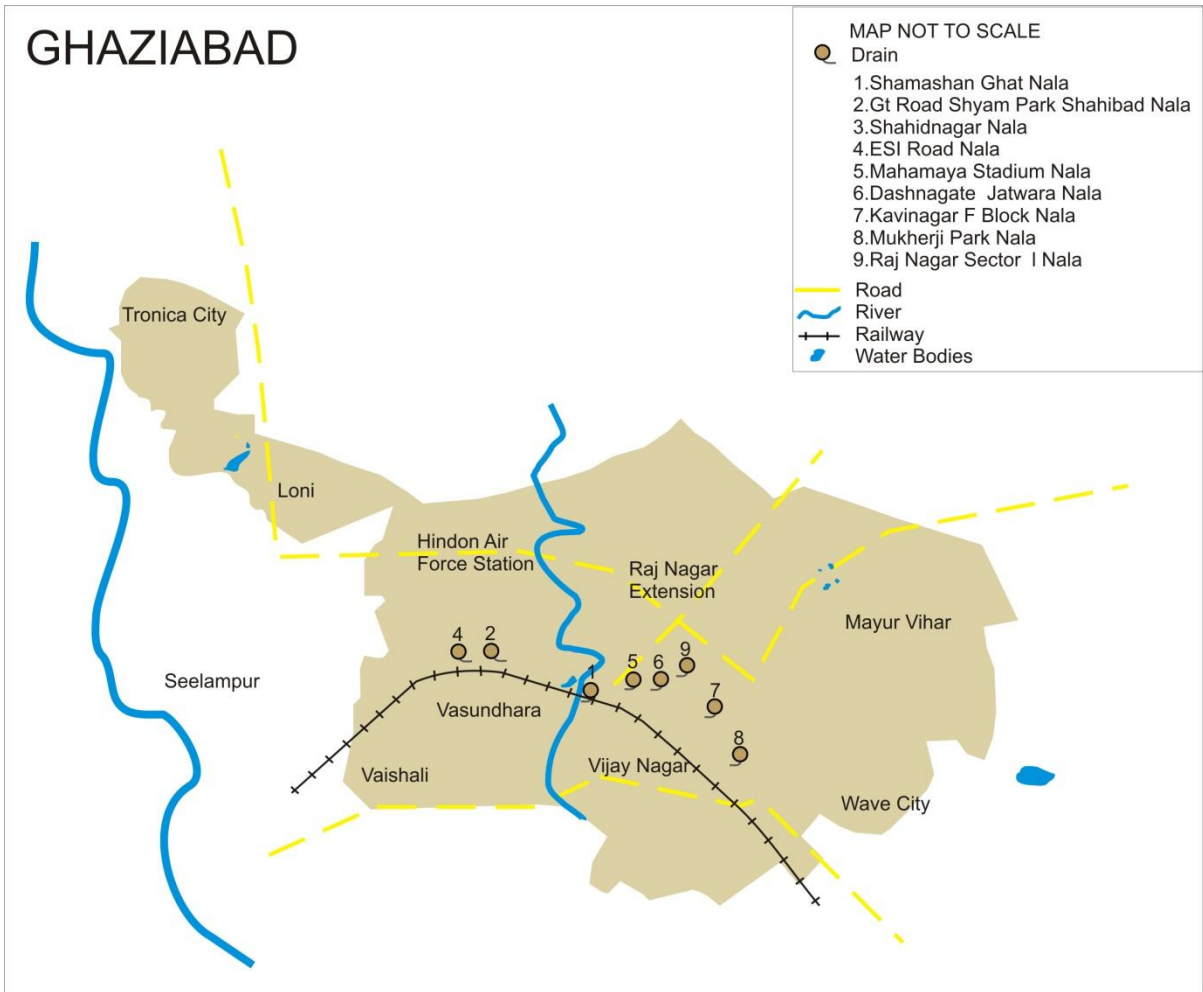 GHAZIABAD
MAP NOT TO SCALE
Drain
1.Shamashan Ghat Nala
2.Gt Road Shyam Park Shahibad Nala
3.Shahidnagar Nala
4.ESI Road Nala
5.Mahamaya Stadium Nala
6.Dashnagate Jatwara Nala
7.Kavinagar F Block Nala
8.Mukherji Park Nala
9.Raj Nagar Sector I Nala
Road
River
Railway
Water Bodies
Tronica City
Loni
Hindon Air
Force Station
Raj Nagar
Extension
Mayur Vihar
4
2
9
5
6
1
Seelampur
Vasundhara
7
8
Vaishali
Vijay Nagar
Wave City